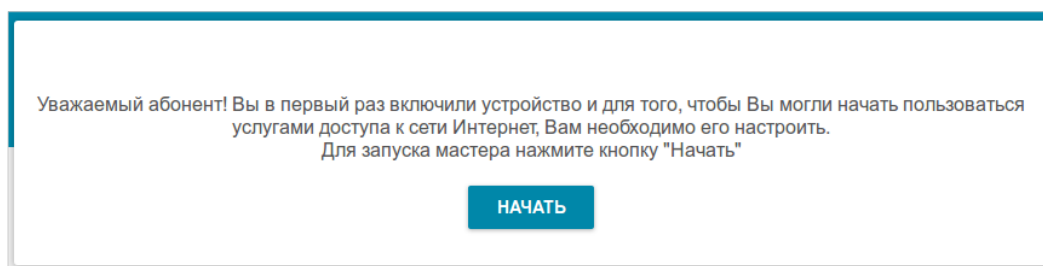 Уважаемый абонент! Вы в первый раз включили устройство и для того, чтобы Вы могли начать пользоваться
услугами доступа к сети Интернет, Вам необходимо его настроить.
Для запуска мастера нажмите кнопку "Начать"
НАЧАТЬ